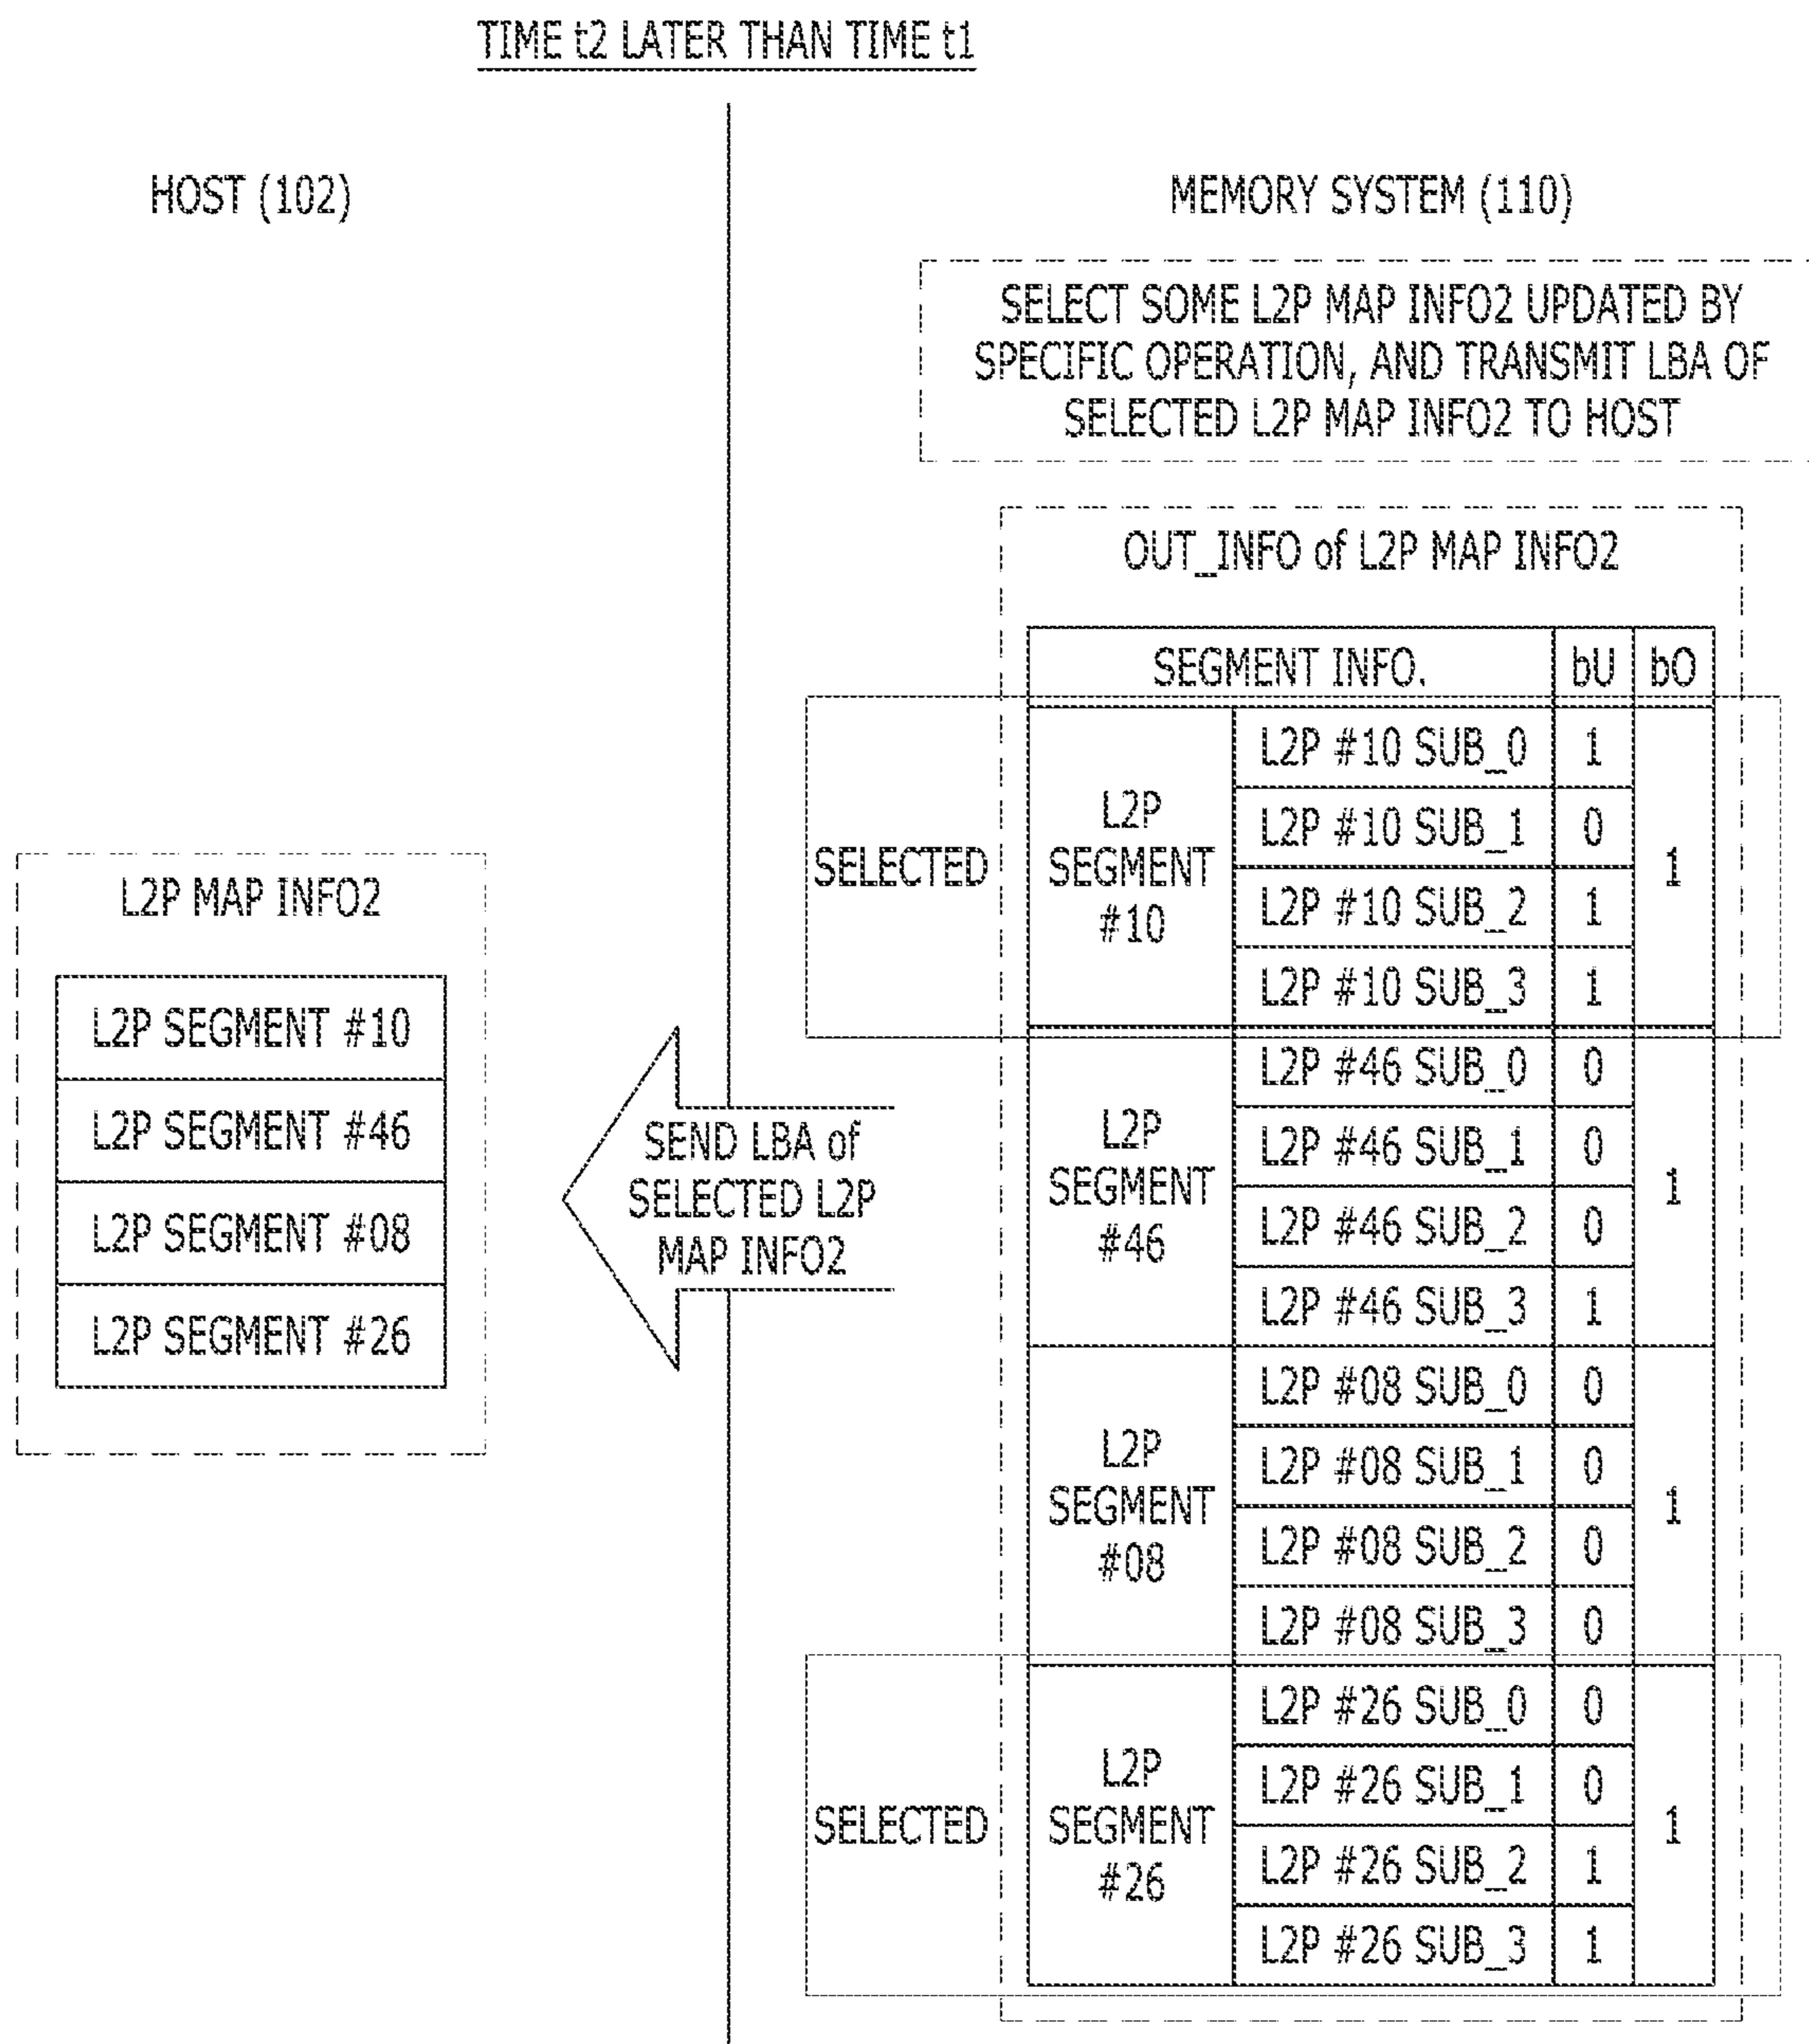 TIME t2 LATER THAN TIME t1
HOST (102)
MEMORY SYSTEM (110)
SELECT SOME L2P MAP INFO2 UPDATED BY
SPECIFIC OPERATION, AND TRANSMIT LBA OF
SELECTED L2P MAP INFO2 TO HOST
L2P MAP INFO2
L2P SEGMENT #10
L2P SEGMENT #46
L2P SEGMENT #08
L2P SEGMENT #26
SEND LBA of
SELECTED L2P
MAP INFO2
OUT_INFO of L2P MAP INFO2
SEGMENT INFO. bU bO
SELECTED
L2P
SEGMENT
#10
L2P #10 SUB_0 1
L2P #10 SUB_1 0
L2P #10 SUB_2 1
L2P #10 SUB_3 1
1
L2P
SEGMENT
#46
L2P #46 SUB_0 0
L2P #46 SUB_1 0
L2P #46 SUB_2 0
L2P #46 SUB_3 1
1
L2P
SEGMENT
#08
L2P #08 SUB_0 0
L2P #08 SUB_1 0
L2P #08 SUB_2 0
L2P #08 SUB_3 0
1
SELECTED
L2P
SEGMENT
#26
L2P #26 SUB_0 0
L2P #26 SUB_1 0
L2P #26 SUB_2 1
L2P #26 SUB_3 1
1